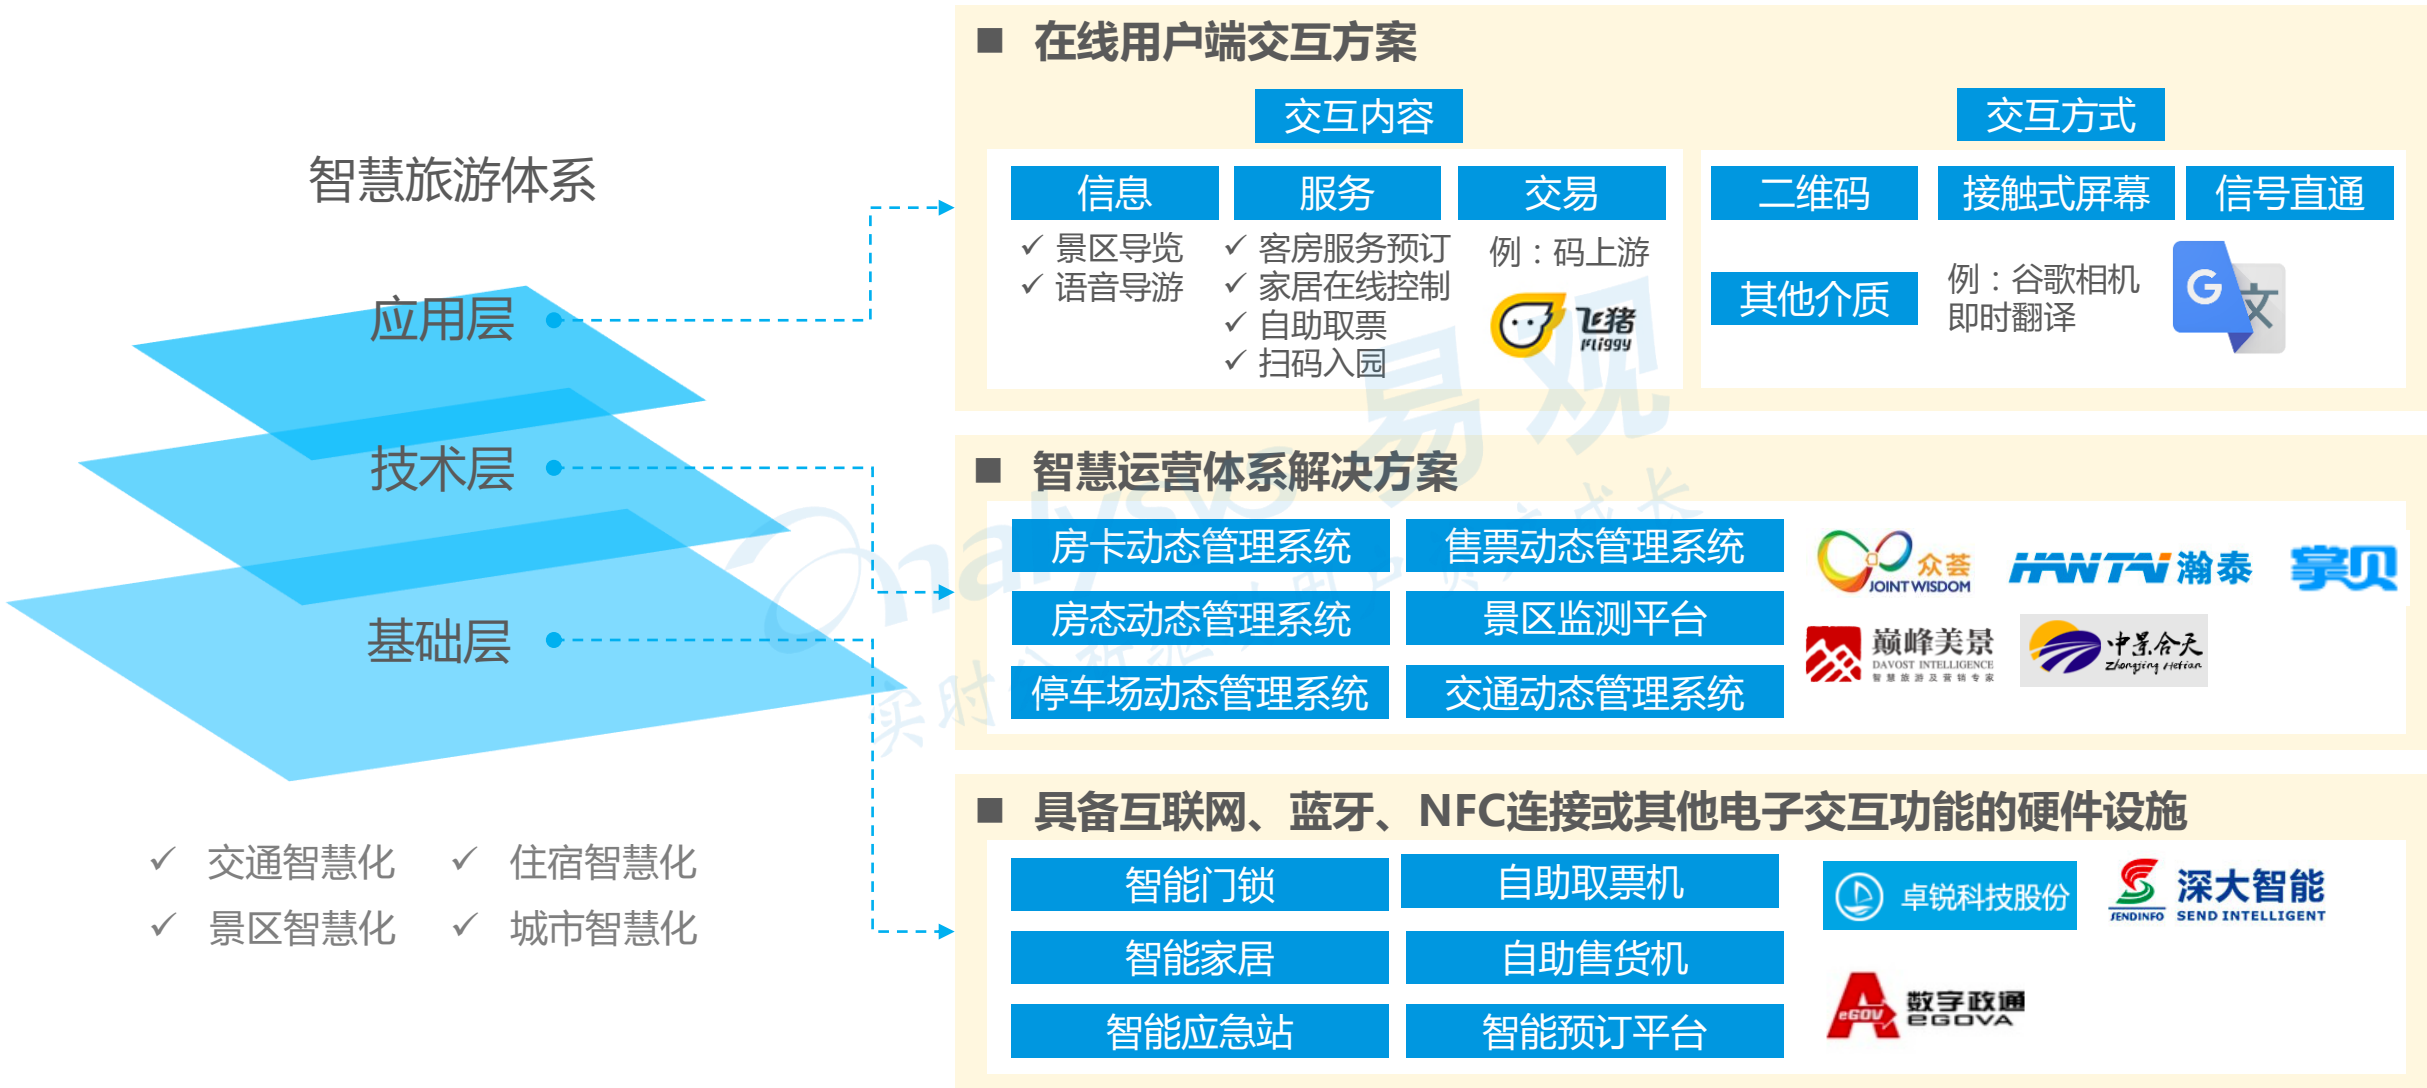 智慧旅游体系
应用层
技术层
基础层
✓ 交通智慧化
✓ 住宿智慧化
✓ 景区智慧化
✓ 城市智慧化
■ 在线用户端交互方案
交互内容
信息
✓ 景区导览
✓ 语音导游
服务
✓ 客房服务预订
✓ 家居在线控制
✓ 自助取票
✓ 扫码入园
交易
例：码上游
飞猪
Fliggy
交互方式
二维码
接触式屏幕
信号直通
其他介质
例：谷歌相机
即时翻译
G 文
■ 智慧运营体系解决方案
房卡动态管理系统
售票动态管理系统
房态动态管理系统
景区监测平台
停车场动态管理系统
交通动态管理系统
众荟
JOINT WISDOM
HANTAI 瀚泰
掌贝
巅峰美景
DAVOST INTELLIGENCE
智慧旅游及营销专家
中景合天
Zhongjing Hetian
■ 具备互联网、蓝牙、NFC连接或其他电子交互功能的硬件设施
智能门锁
自助取票机
智能家居
自助售货机
智能应急站
智能预订平台
卓锐科技股份
SENDINFO
深大智能
SEND INTELLIGENT
eGOV
数字政通
EGOVA
analysys 易观